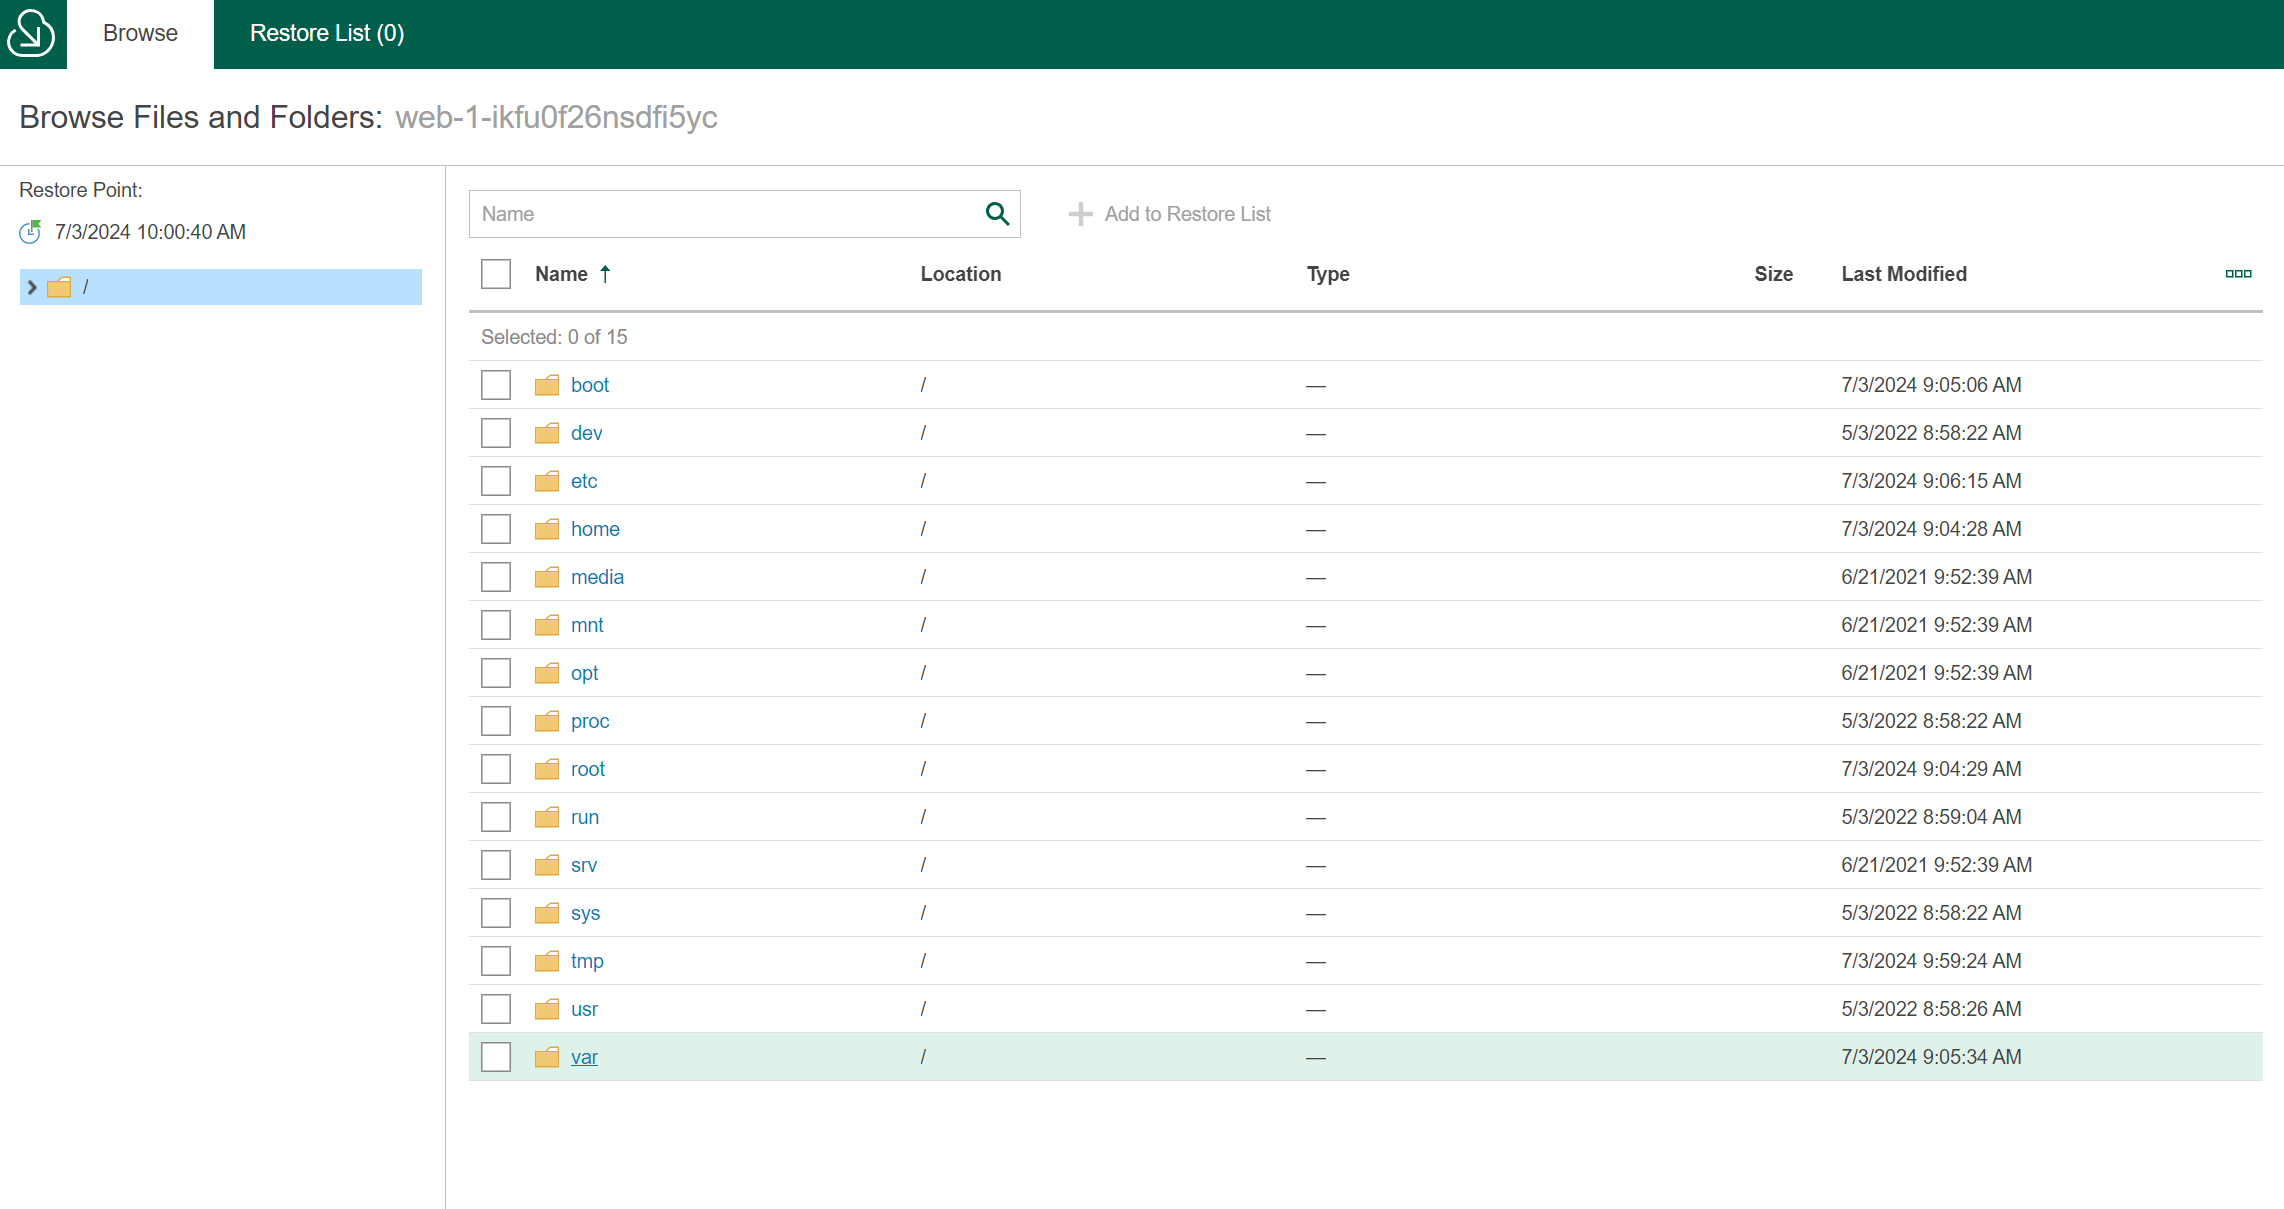 Browse Restore List (0)
Browse Files and Folders: web-1-ikfu0f26nsdfi5yc
Restore Point:
7/3/2024 10:00:40 AM
/
Name Add to Restore List
Name Location Type Size Last Modified
Selected: 0 of 15
boot / — 7/3/2024 9:05:06 AM
dev / — 5/3/2022 8:58:22 AM
etc / — 7/3/2024 9:06:15 AM
home / — 7/3/2024 9:04:28 AM
media / — 6/21/2021 9:52:39 AM
mnt / — 6/21/2021 9:52:39 AM
opt / — 6/21/2021 9:52:39 AM
proc / — 5/3/2022 8:58:22 AM
root / — 7/3/2024 9:04:29 AM
run / — 5/3/2022 8:59:04 AM
srv / — 6/21/2021 9:52:39 AM
sys / — 5/3/2022 8:58:22 AM
tmp / — 7/3/2024 9:59:24 AM
usr / — 5/3/2022 8:58:26 AM
var / — 7/3/2024 9:05:34 AM